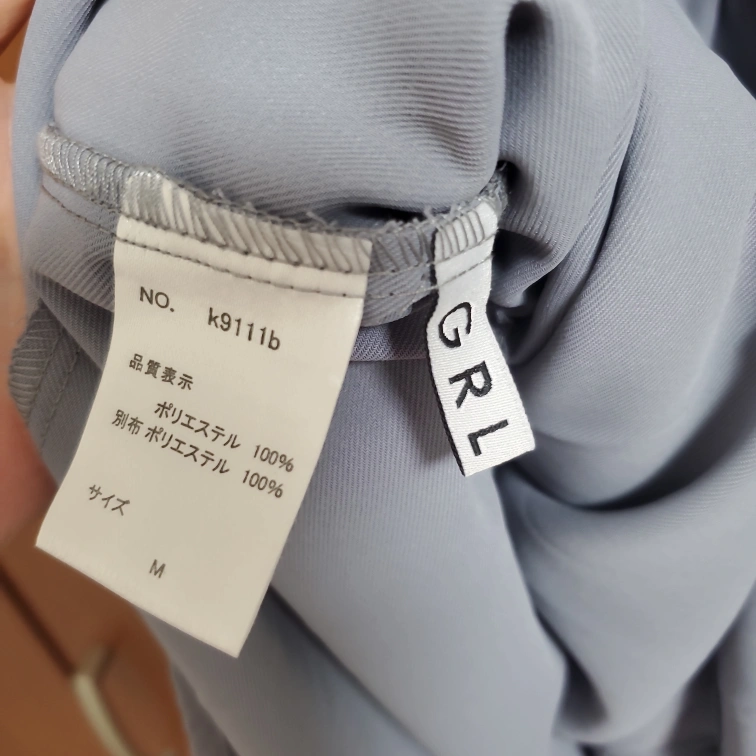 NO. k9111b
品質表示
ポリエステル 100%
別布 ポリエステル 100%
サイズ
M
GRL